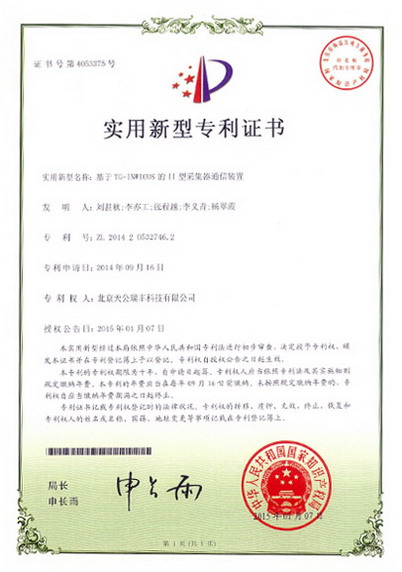 证书号第4053375号
实用新型专利证书
实用新型名称：基于TG-INWICOS的II型采集器通信装置
发 明 人：刘甚秋;李亦工;张程越;李义青;杨翠霞
专 利 号：ZL 2014 2 0532746.2
专利申请日：2014年09月16日
专 利 权 人：北京天公瑞丰科技有限公司
授权公告日：2015年01月07日
本实用新型经过本局依照中华人民共和国专利法进行初步审查，决定授予专利权，颁
发本证书并在专利登记簿上予以登记。专利权自授权公告之日起生效。
本专利的专利权期限为十年，自申请日起算。专利权人应当依照专利法及其实施细则
规定缴纳年费。本专利的年费应当在每年09月16日前缴纳。未按照规定缴纳年费的，专利
权自应当缴纳年费期满之日起终止。
专利证书记载专利权登记时的法律状况。专利权的转移、质押、无效、终止、恢复和
专利权人的姓名或名称、国籍、地址变更等事项记载在专利登记簿上。
局长
申长雨
申长雨
中华人民共和国国家知识产权局
2015年01月07日
第1页(共1页)